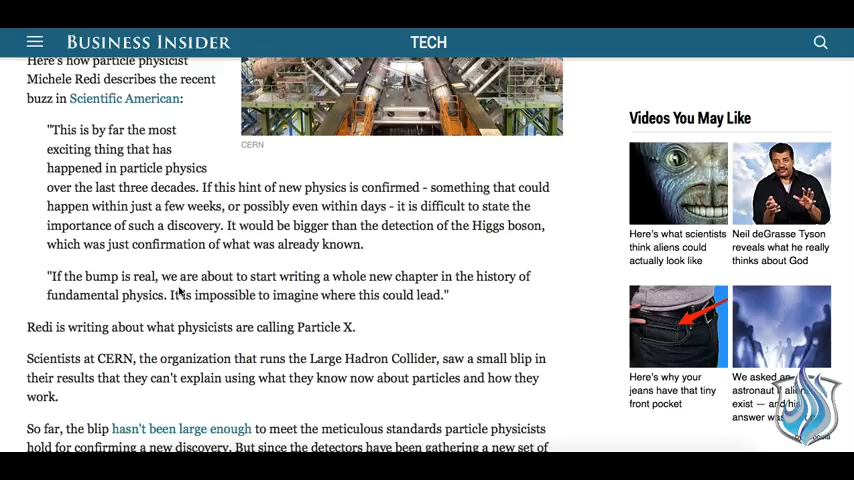 BUSINESS INSIDER
TECH
Here's how particle physicist
Michele Redi describes the recent
buzz in Scientific American:
CERN
"This is by far the most
exciting thing that has
happened in particle physics
over the last three decades. If this hint of new physics is confirmed - something that could
happen within just a few weeks, or possibly even within days - it is difficult to state the
importance of such a discovery. It would be bigger than the detection of the Higgs boson,
which was just confirmation of what was already known.
"If the bump is real, we are about to start writing a whole new chapter in the history of
fundamental physics. It is impossible to imagine where this could lead."
Redi is writing about what physicists are calling Particle X.
Scientists at CERN, the organization that runs the Large Hadron Collider, saw a small blip in
their results that they can't explain using what they know now about particles and how they
work.
So far, the blip hasn't been large enough to meet the meticulous standards particle physicists
hold for confirming a new discovery. But since the detectors have been gathering a new set of
Videos You May Like
Here's what scientists
think aliens could
actually look like
Neil deGrasse Tyson
reveals what he really
thinks about God
Here's why your
jeans have that tiny
front pocket
We asked an
astronaut if
exist — and
answer